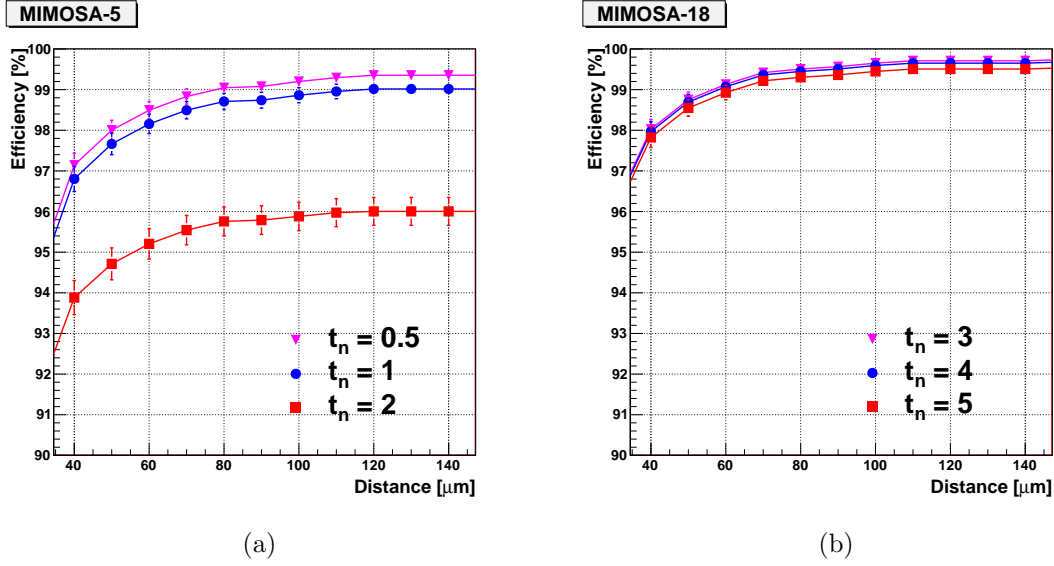 MIMOSA-5
Efficiency [%]
100
99
98
97
96
95
94
93
92
91
90
t_n = 0.5
t_n = 1
t_n = 2
40 60 80 100 120 140
Distance [μm]
(a)
MIMOSA-18
Efficiency [%]
100
99
98
97
96
95
94
93
92
91
90
t_n = 3
t_n = 4
t_n = 5
40 60 80 100 120 140
Distance [μm]
(b)